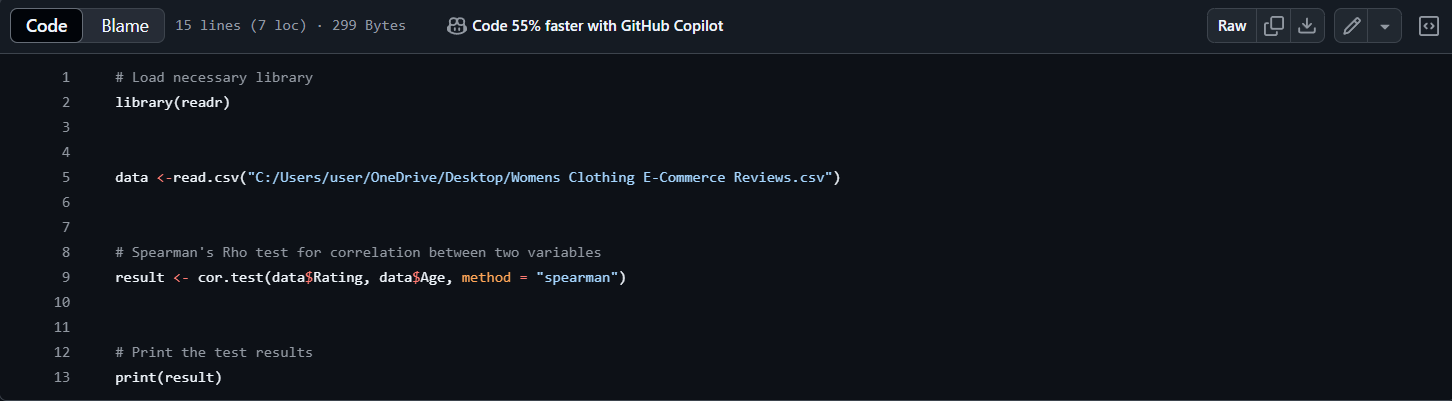 Code Blame 15 lines (7 loc) · 299 Bytes Code 55% faster with GitHub Copilot Raw
1 # Load necessary library
2 library(readr)
3
4
5 data <-read.csv("C:/Users/user/OneDrive/Desktop/Womens Clothing E-Commerce Reviews.csv")
6
7
8 # Spearman's Rho test for correlation between two variables
9 result <- cor.test(data$Rating, data$Age, method = "spearman")
10
11
12 # Print the test results
13 print(result)